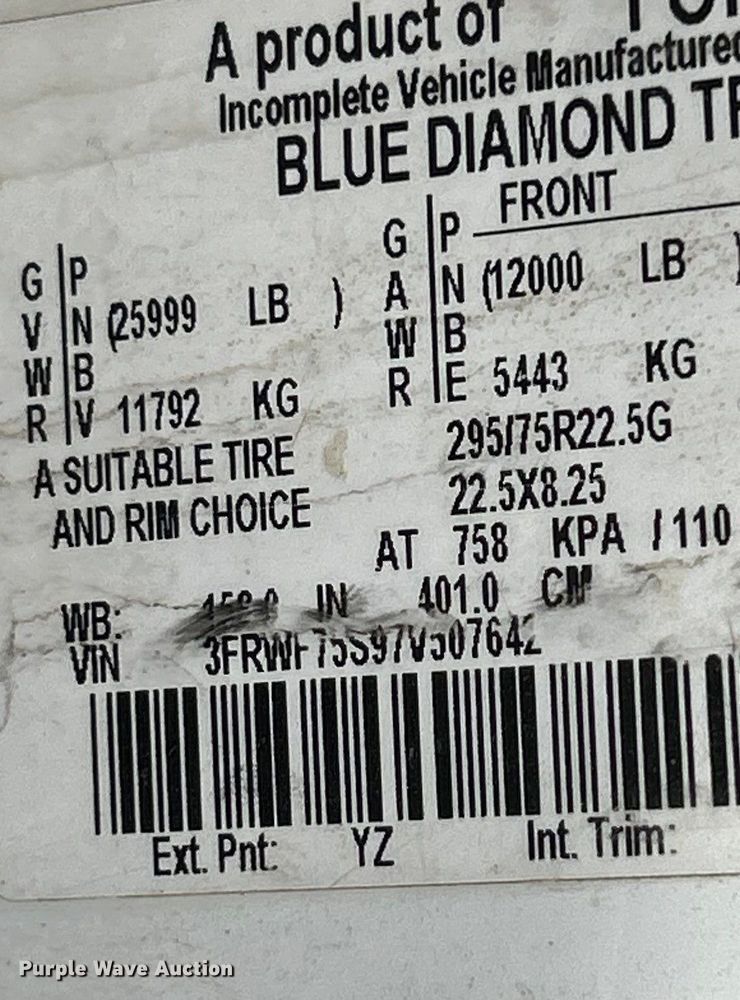 A product of
Incomplete Vehicle Manufactured
BLUE DIAMOND TR
G P
V N (25999 LB )
W B
R V 11792 KG
G P FRONT
A N (12000 LB )
W B
R E 5443 KG
A SUITABLE TIRE 295/75R22.5G
AND RIM CHOICE 22.5X8.25
AT 758 KPA / 110
WB: IN 401.0 CM
VIN 3FRWF75S97V507642
Ext. Pnt: YZ Int. Trim:
Purple Wave Auction